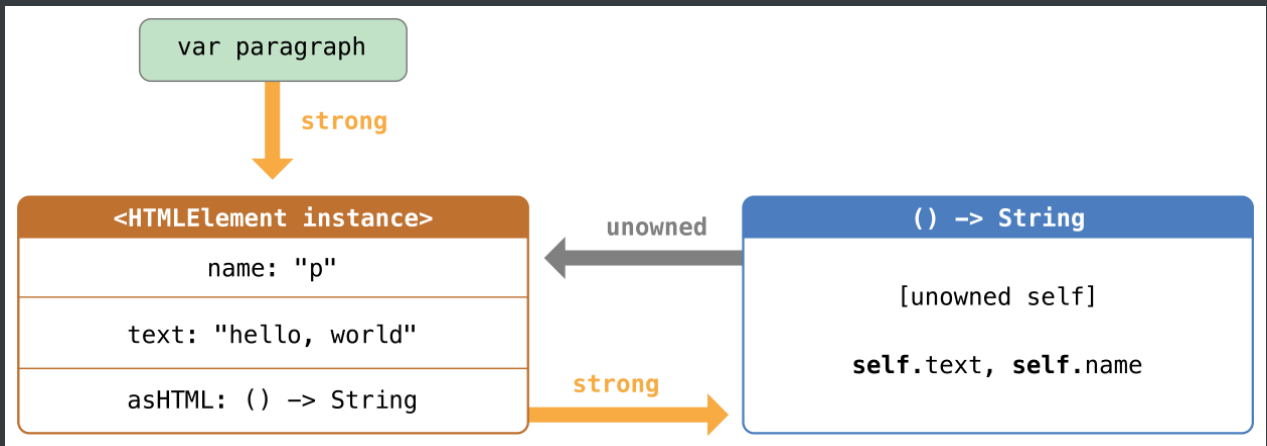 var paragraph
strong
<HTMLElement instance>
name: "p"
text: "hello, world"
asHTML: () -> String
unowned
strong
() -> String
[unowned self]
self.text, self.name